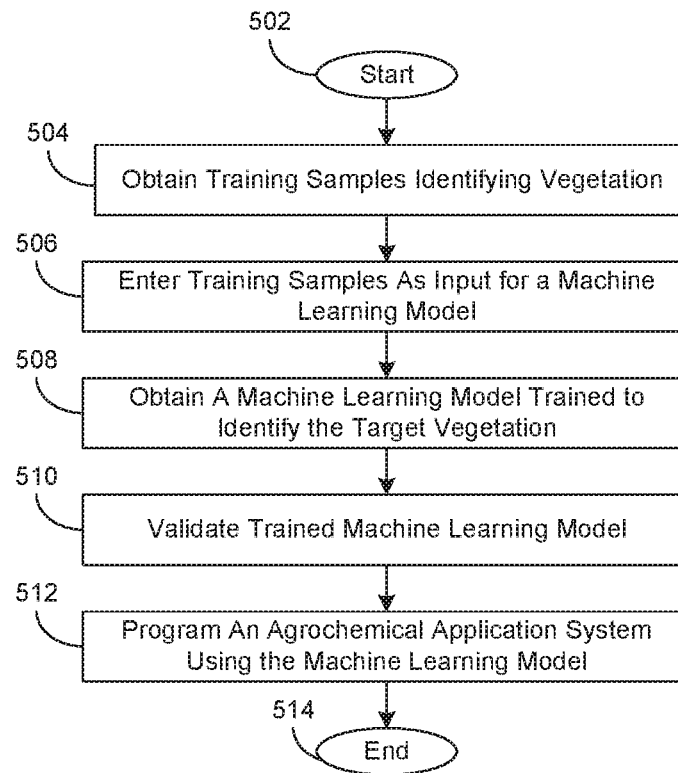 502
Start
504
Obtain Training Samples Identifying Vegetation
506
Enter Training Samples As Input for a Machine
Learning Model
508
Obtain A Machine Learning Model Trained to
Identify the Target Vegetation
510
Validate Trained Machine Learning Model
512
Program An Agrochemical Application System
Using the Machine Learning Model
514
End